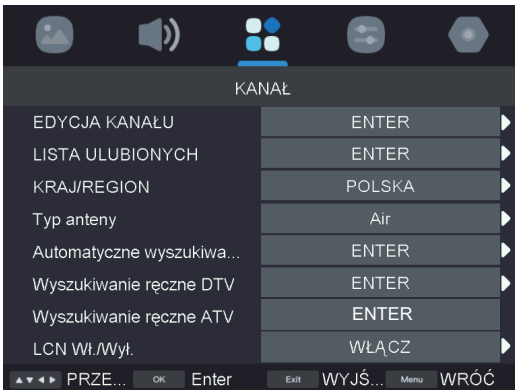 KANAŁ
EDYCJA KANAŁU ENTER
LISTA ULUBIONYCH ENTER
KRAJ/REGION POLSKA
Typ anteny Air
Automatyczne wyszukiwa... ENTER
Wyszukiwanie ręczne DTV ENTER
Wyszukiwanie ręczne ATV ENTER
LCN Wł./Wył. WŁĄCZ
PRZE... OK Enter Exit WYJŚ... Menu WRÓĆ